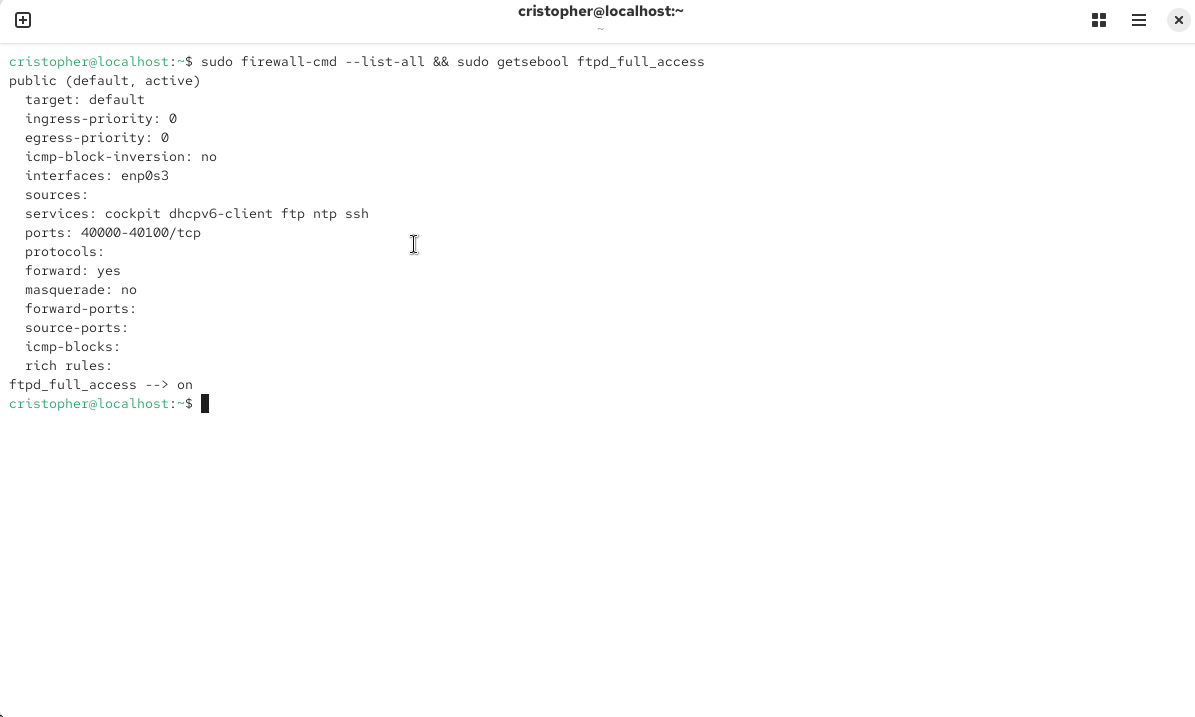 cristopher@localhost:~
~
cristopher@localhost:~$ sudo firewall-cmd --list-all && sudo getsebool ftpd_full_access
public (default, active)
  target: default
  ingress-priority: 0
  egress-priority: 0
  icmp-block-inversion: no
  interfaces: enp0s3
  sources:
  services: cockpit dhcpv6-client ftp ntp ssh
  ports: 40000-40100/tcp
  protocols:
  forward: yes
  masquerade: no
  forward-ports:
  source-ports:
  icmp-blocks:
  rich rules:
ftpd_full_access --> on
cristopher@localhost:~$